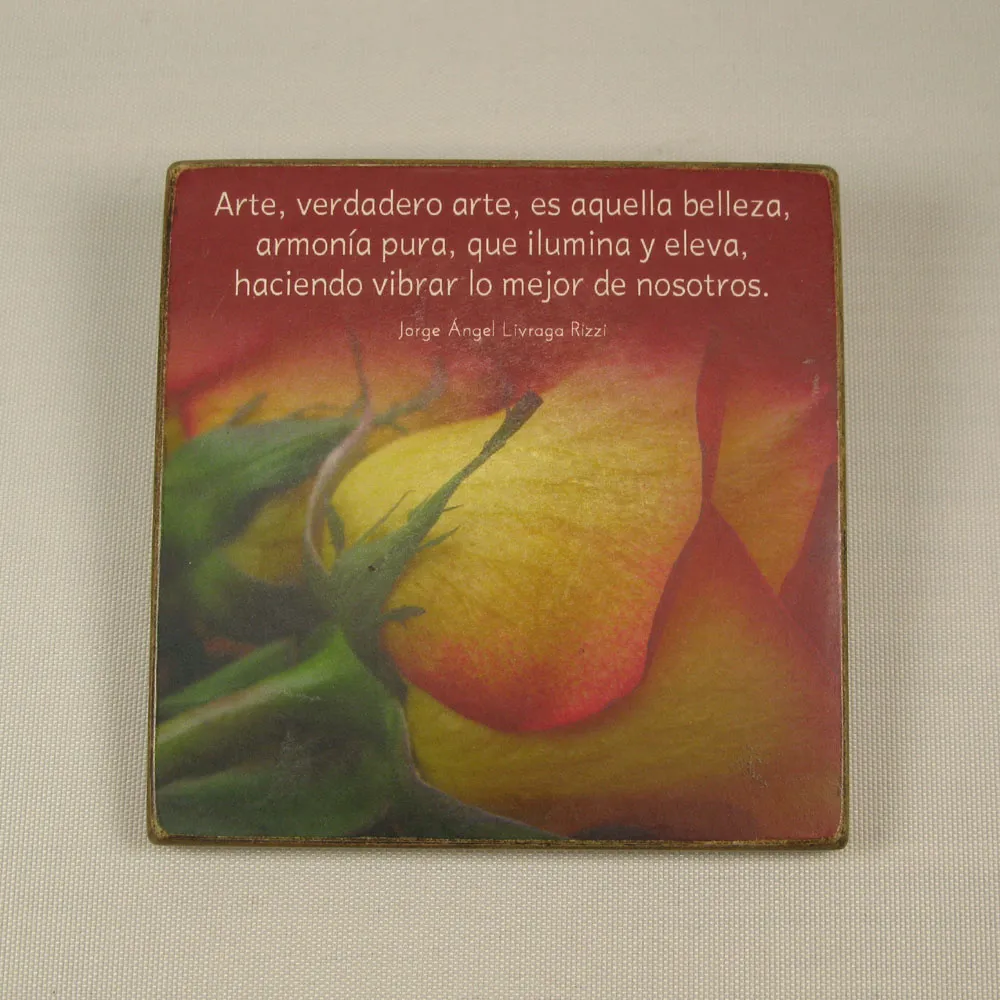 Arte, verdadero arte, es aquella belleza,
armonía pura, que ilumina y eleva,
haciendo vibrar lo mejor de nosotros.
Jorge Ángel Livraga Rizzi